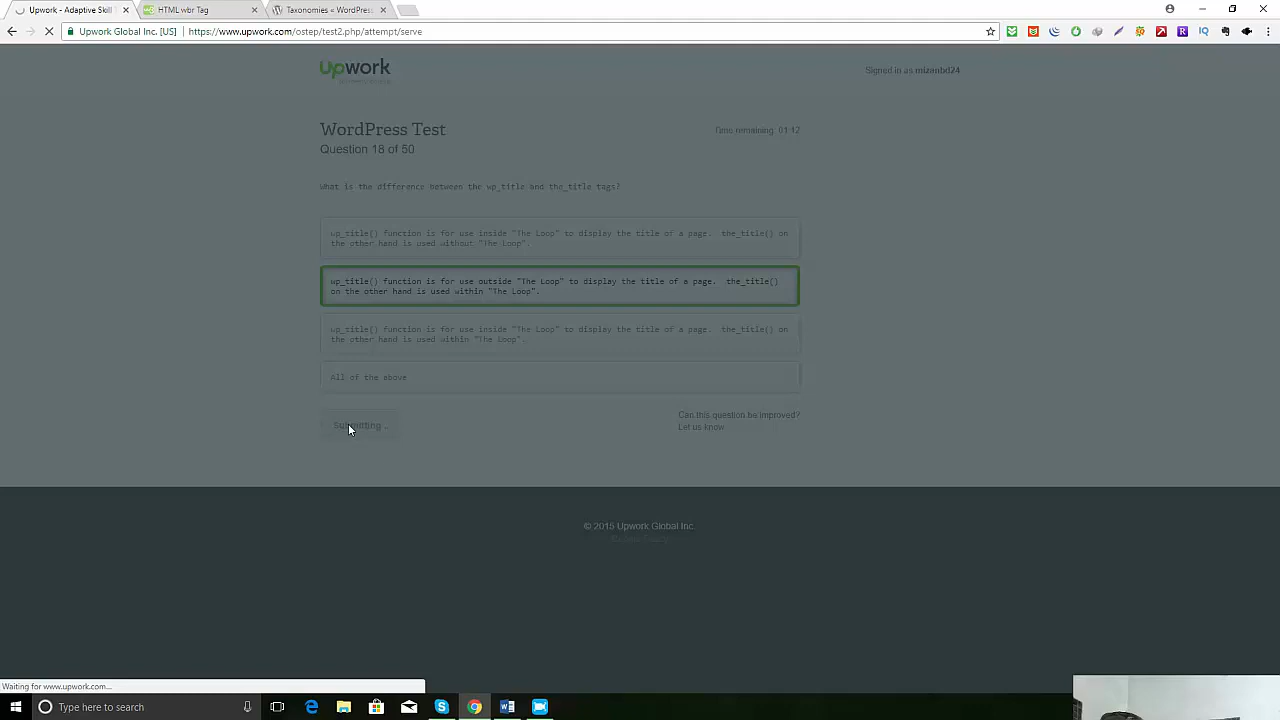 Upwork - Adaptive Skill
HTML wbr Tag
Taxonomies « WordPress
Upwork Global Inc. [US]
https://www.upwork.com/ostep/test2.php/attempt/serve
upwork
Signed in as mizanbd24
WordPress Test
Time remaining: 01:12
Question 18 of 50
What is the difference between the wp_title and the_title tags?
wp_title() function is for use inside "The Loop" to display the title of a page.  the_title() on
the other hand is used without "The Loop".
wp_title() function is for use outside "The Loop" to display the title of a page.  the_title()
on the other hand is used within "The Loop".
wp_title() function is for use inside "The Loop" to display the title of a page.  the_title() on
the other hand is used within "The Loop".
All of the above
Submitting...
Can this question be improved?
Let us know
© 2015 Upwork Global Inc.
Waiting for www.upwork.com...
Type here to search